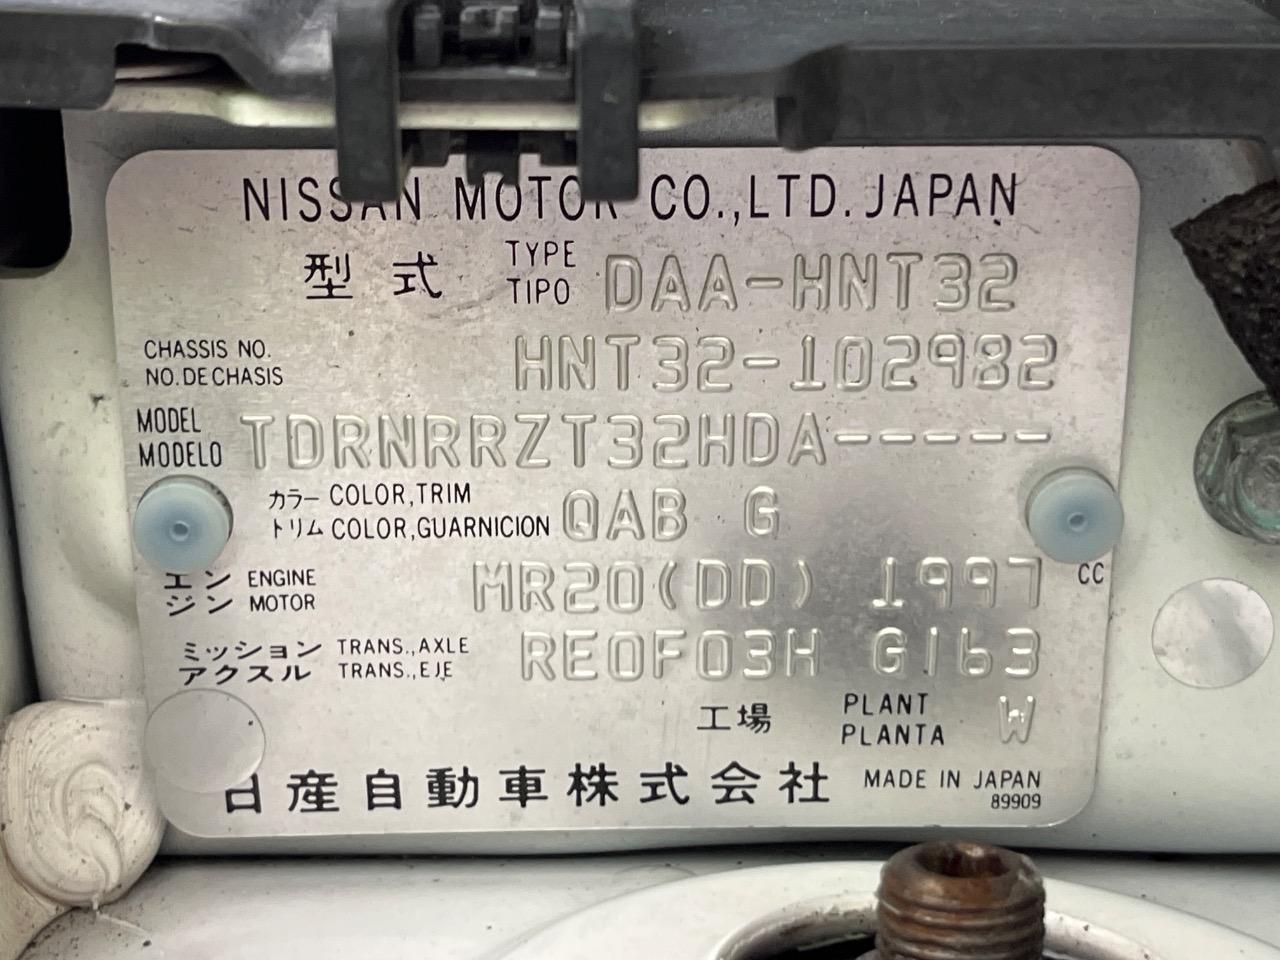 NISSAN MOTOR CO.,LTD. JAPAN
型式 TYPE TIPO DAA-HNT32
CHASSIS NO. NO. DE CHASIS HNT32-102982
MODEL MODELO TDRNRRZT32HDA-----
カラー COLOR,TRIM
トリム COLOR,GUARNICION QAB G
エン ENGINE
ジン MOTOR MR20(DD) 1997 CC
ミッション TRANS.,AXLE
アクスル TRANS.,EJE RE0F03H G163
工場 PLANT PLANTA W
日産自動車株式会社 MADE IN JAPAN
89909